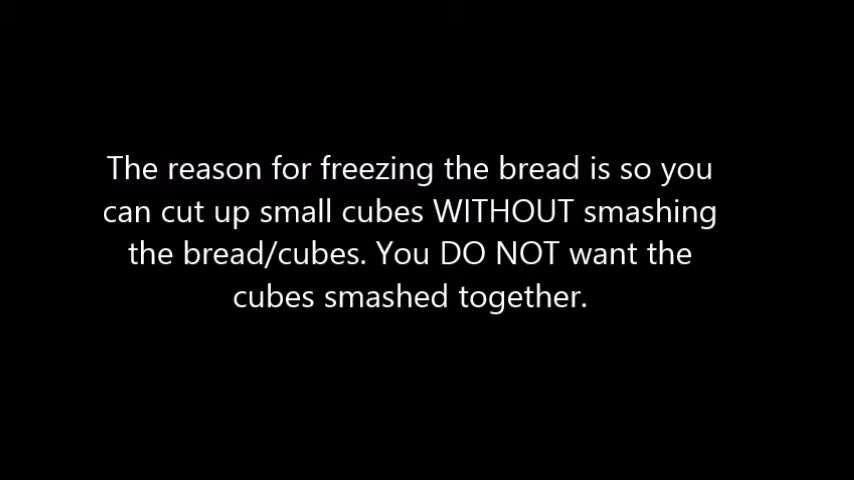 The reason for freezing the bread is so you
can cut up small cubes WITHOUT smashing
the bread/cubes. You DO NOT want the
cubes smashed together.